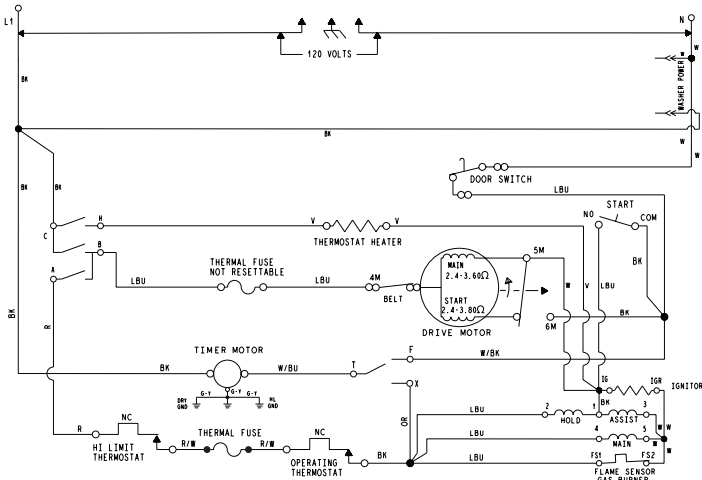 L1
N
120 VOLTS
W
W
BK
WASHER POWER
BK
W
W
DOOR SWITCH
LBU
BK
BK
START
NO
COM
H
V
V
C
THERMOSTAT HEATER
B
BK
THERMAL FUSE
NOT RESETTABLE
5M
MAIN
2.4-3.60Ω
A
LBU
LBU
4M
BELT
START
2.4-3.80Ω
W
V
LBU
BK
R
6M
BK
DRIVE MOTOR
TIMER MOTOR
F
W/BK
BK
W/BU
T
G-Y
G-Y
G-Y
DRY
GND
HL
GND
X
IG
IGR
IGNITOR
BK
LBU
2
HOLD
1
ASSIST
3
OR
R
NC
HI LIMIT
THERMOSTAT
R/W
THERMAL FUSE
R/W
NC
OPERATING
THERMOSTAT
BK
LBU
4
MAIN
5
W
W
W
W
LBU
FS1
FS2
FLAME SENSOR
GAS BURNER